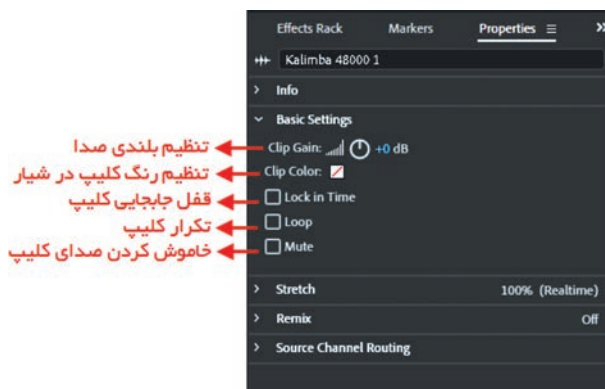 Effects Rack Markers Properties
Kalimba 48000 1
Info
Basic Settings
تنظیم بلندی صدا Clip Gain: +0 dB
تنظیم رنگ کلیپ در شیار Clip Color:
قفل جابجایی کلیپ Lock in Time
تکرار کلیپ Loop
خاموش کردن صدای کلیپ Mute
Stretch 100% (Realtime)
Remix Off
Source Channel Routing